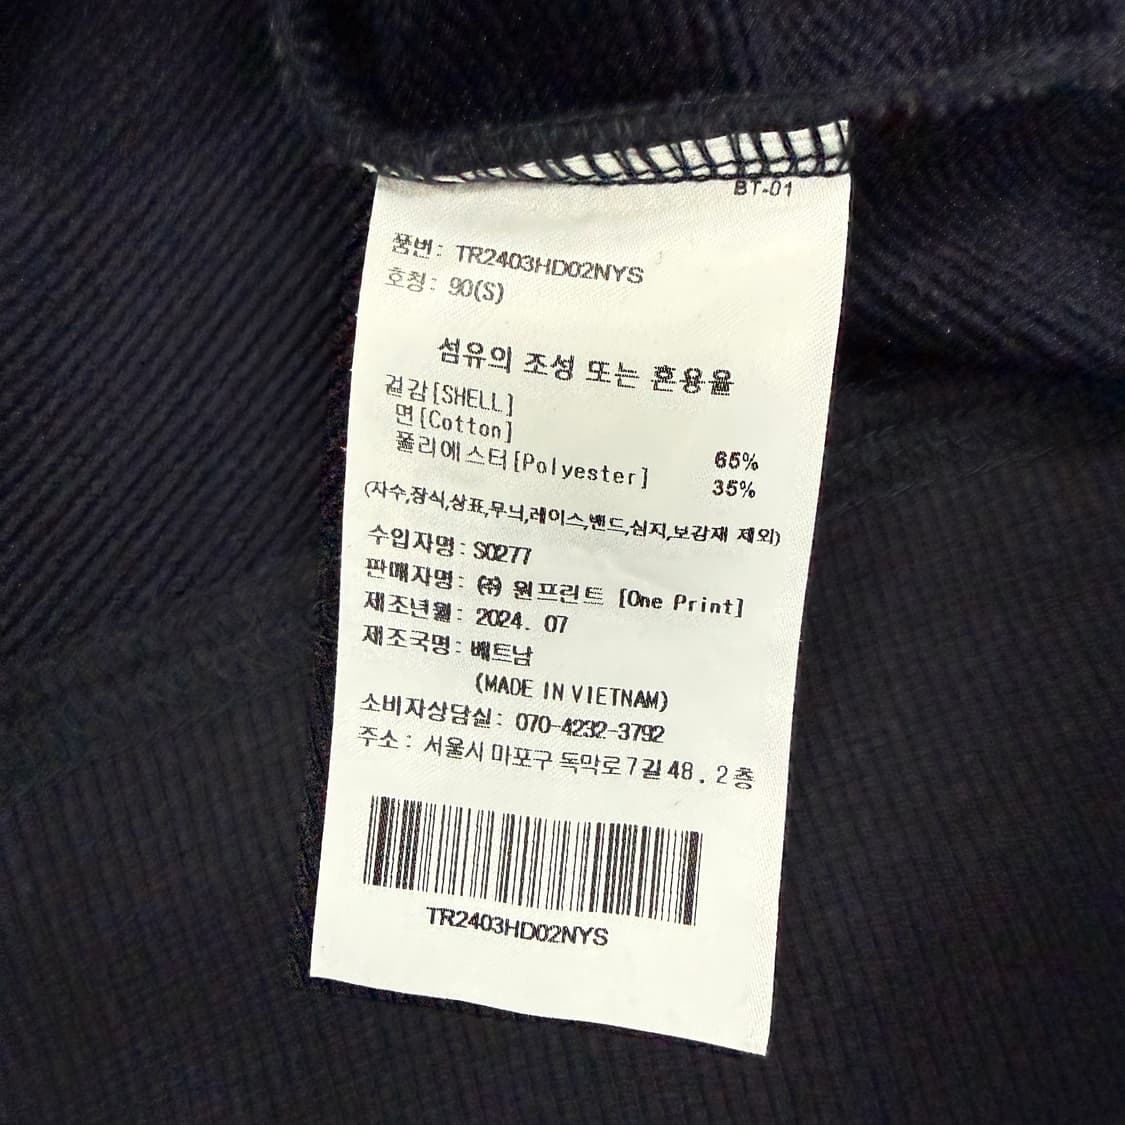 BT-01
품번: TR2403HD02NYS
호칭: 90(S)
섬유의 조성 또는 혼용율
겉감[SHELL]
면[Cotton] 65%
폴리에스터[Polyester] 35%
(자수,장식,상표,무늬,레이스,밴드,심지,보강재 제외)
수입자명: S0277
판매자명: ㈜ 원프린트 [One Print]
제조년월: 2024. 07
제조국명: 베트남
(MADE IN VIETNAM)
소비자상담실: 070-4232-3792
주소: 서울시 마포구 독막로7길 48. 2층
TR2403HD02NYS